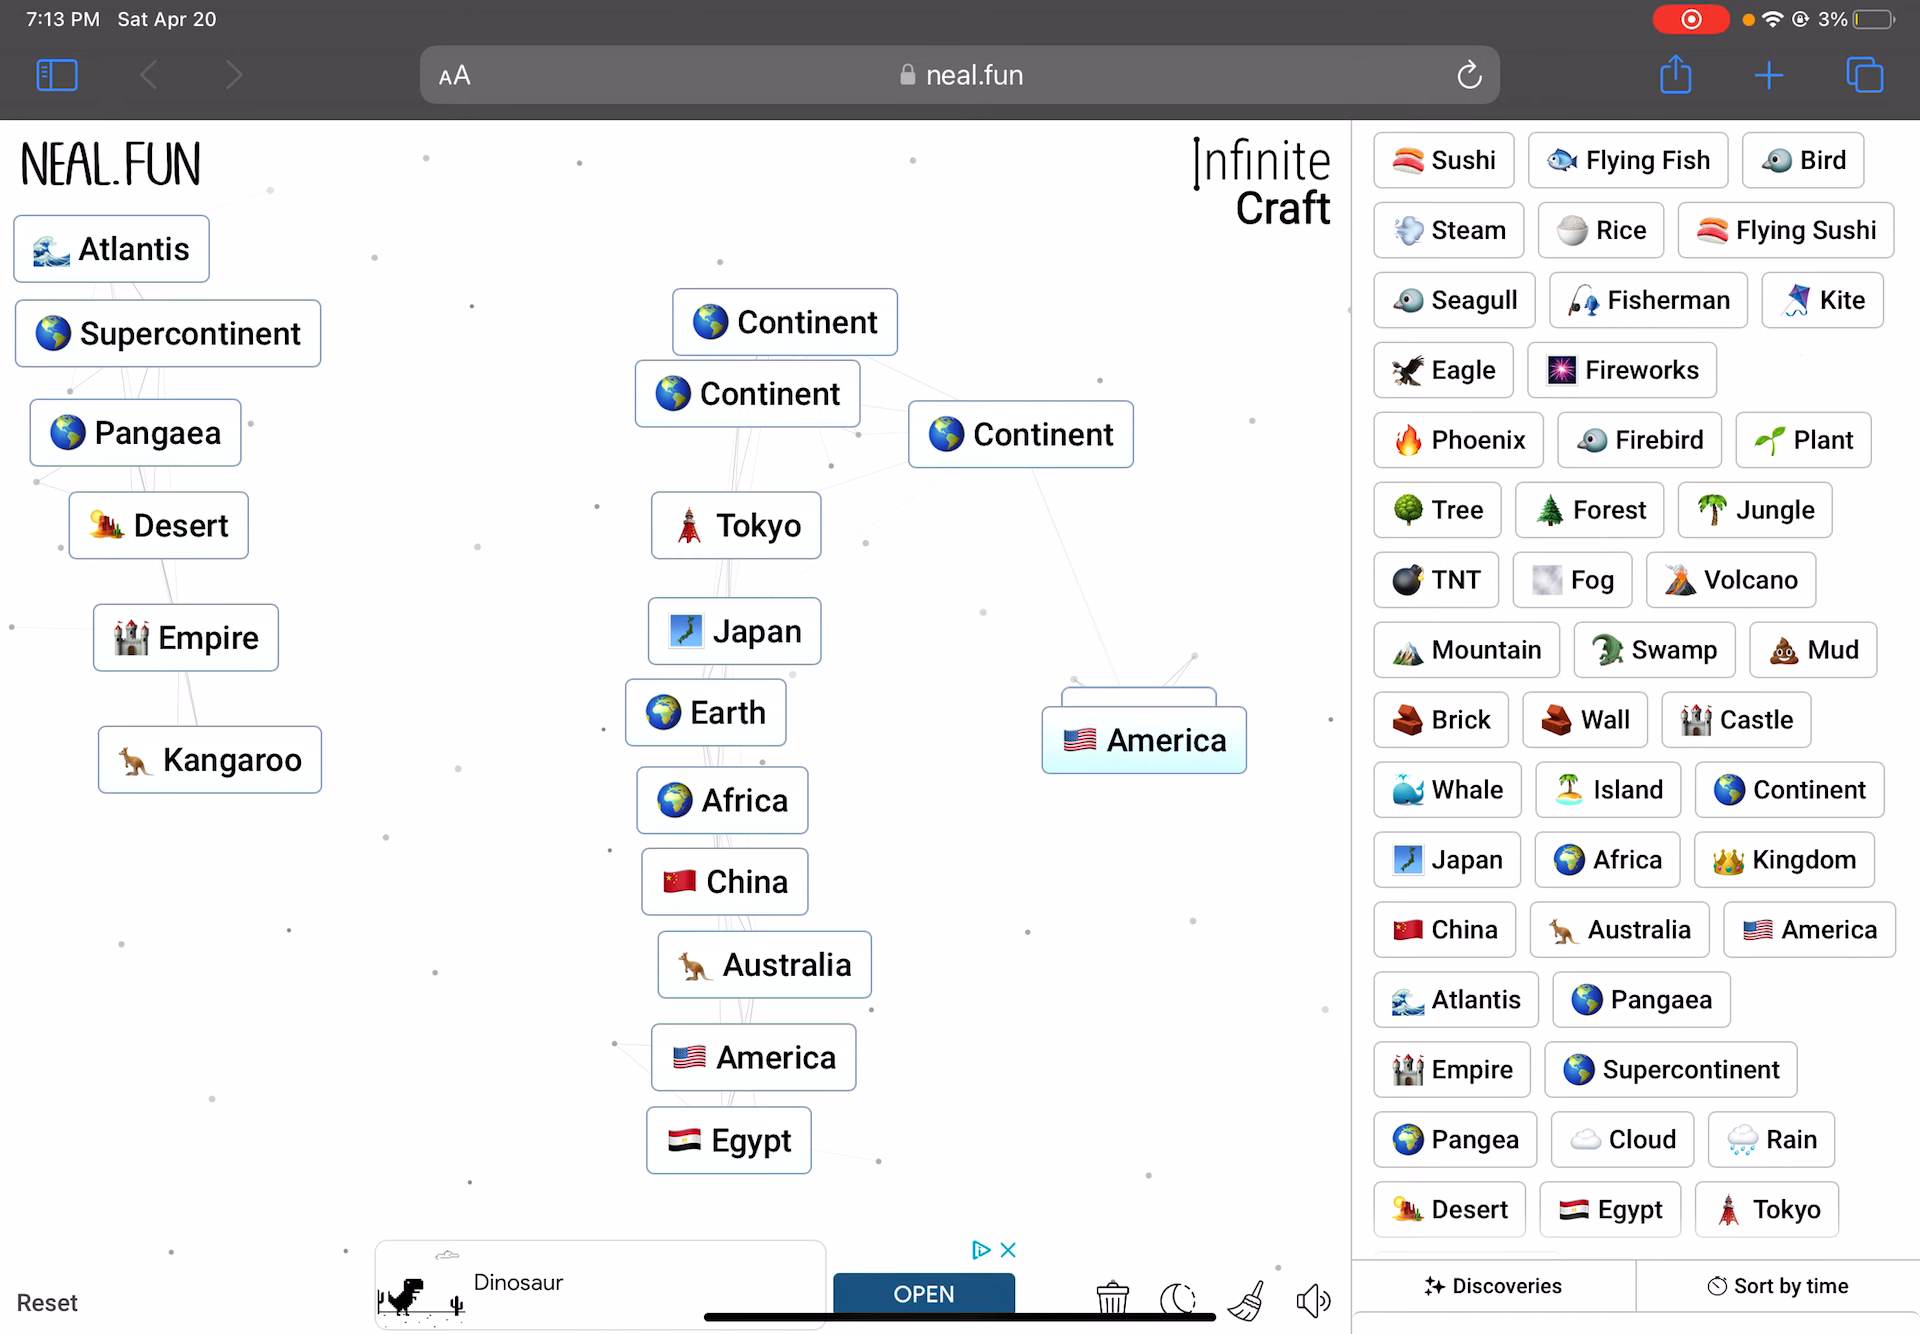 7:13 PM Sat Apr 20
3%
AA
neal.fun
NEAL.FUN
Infinite
Craft
Atlantis
Supercontinent
Pangaea
Desert
Empire
Kangaroo
Continent
Continent
Continent
Tokyo
Japan
Earth
Africa
China
Australia
America
Egypt
America
Sushi Flying Fish Bird
Steam Rice Flying Sushi
Seagull Fisherman Kite
Eagle Fireworks
Phoenix Firebird Plant
Tree Forest Jungle
TNT Fog Volcano
Mountain Swamp Mud
Brick Wall Castle
Whale Island Continent
Japan Africa Kingdom
China Australia America
Atlantis Pangaea
Empire Supercontinent
Pangea Cloud Rain
Desert Egypt Tokyo
Discoveries Sort by time
Reset
Dinosaur
OPEN